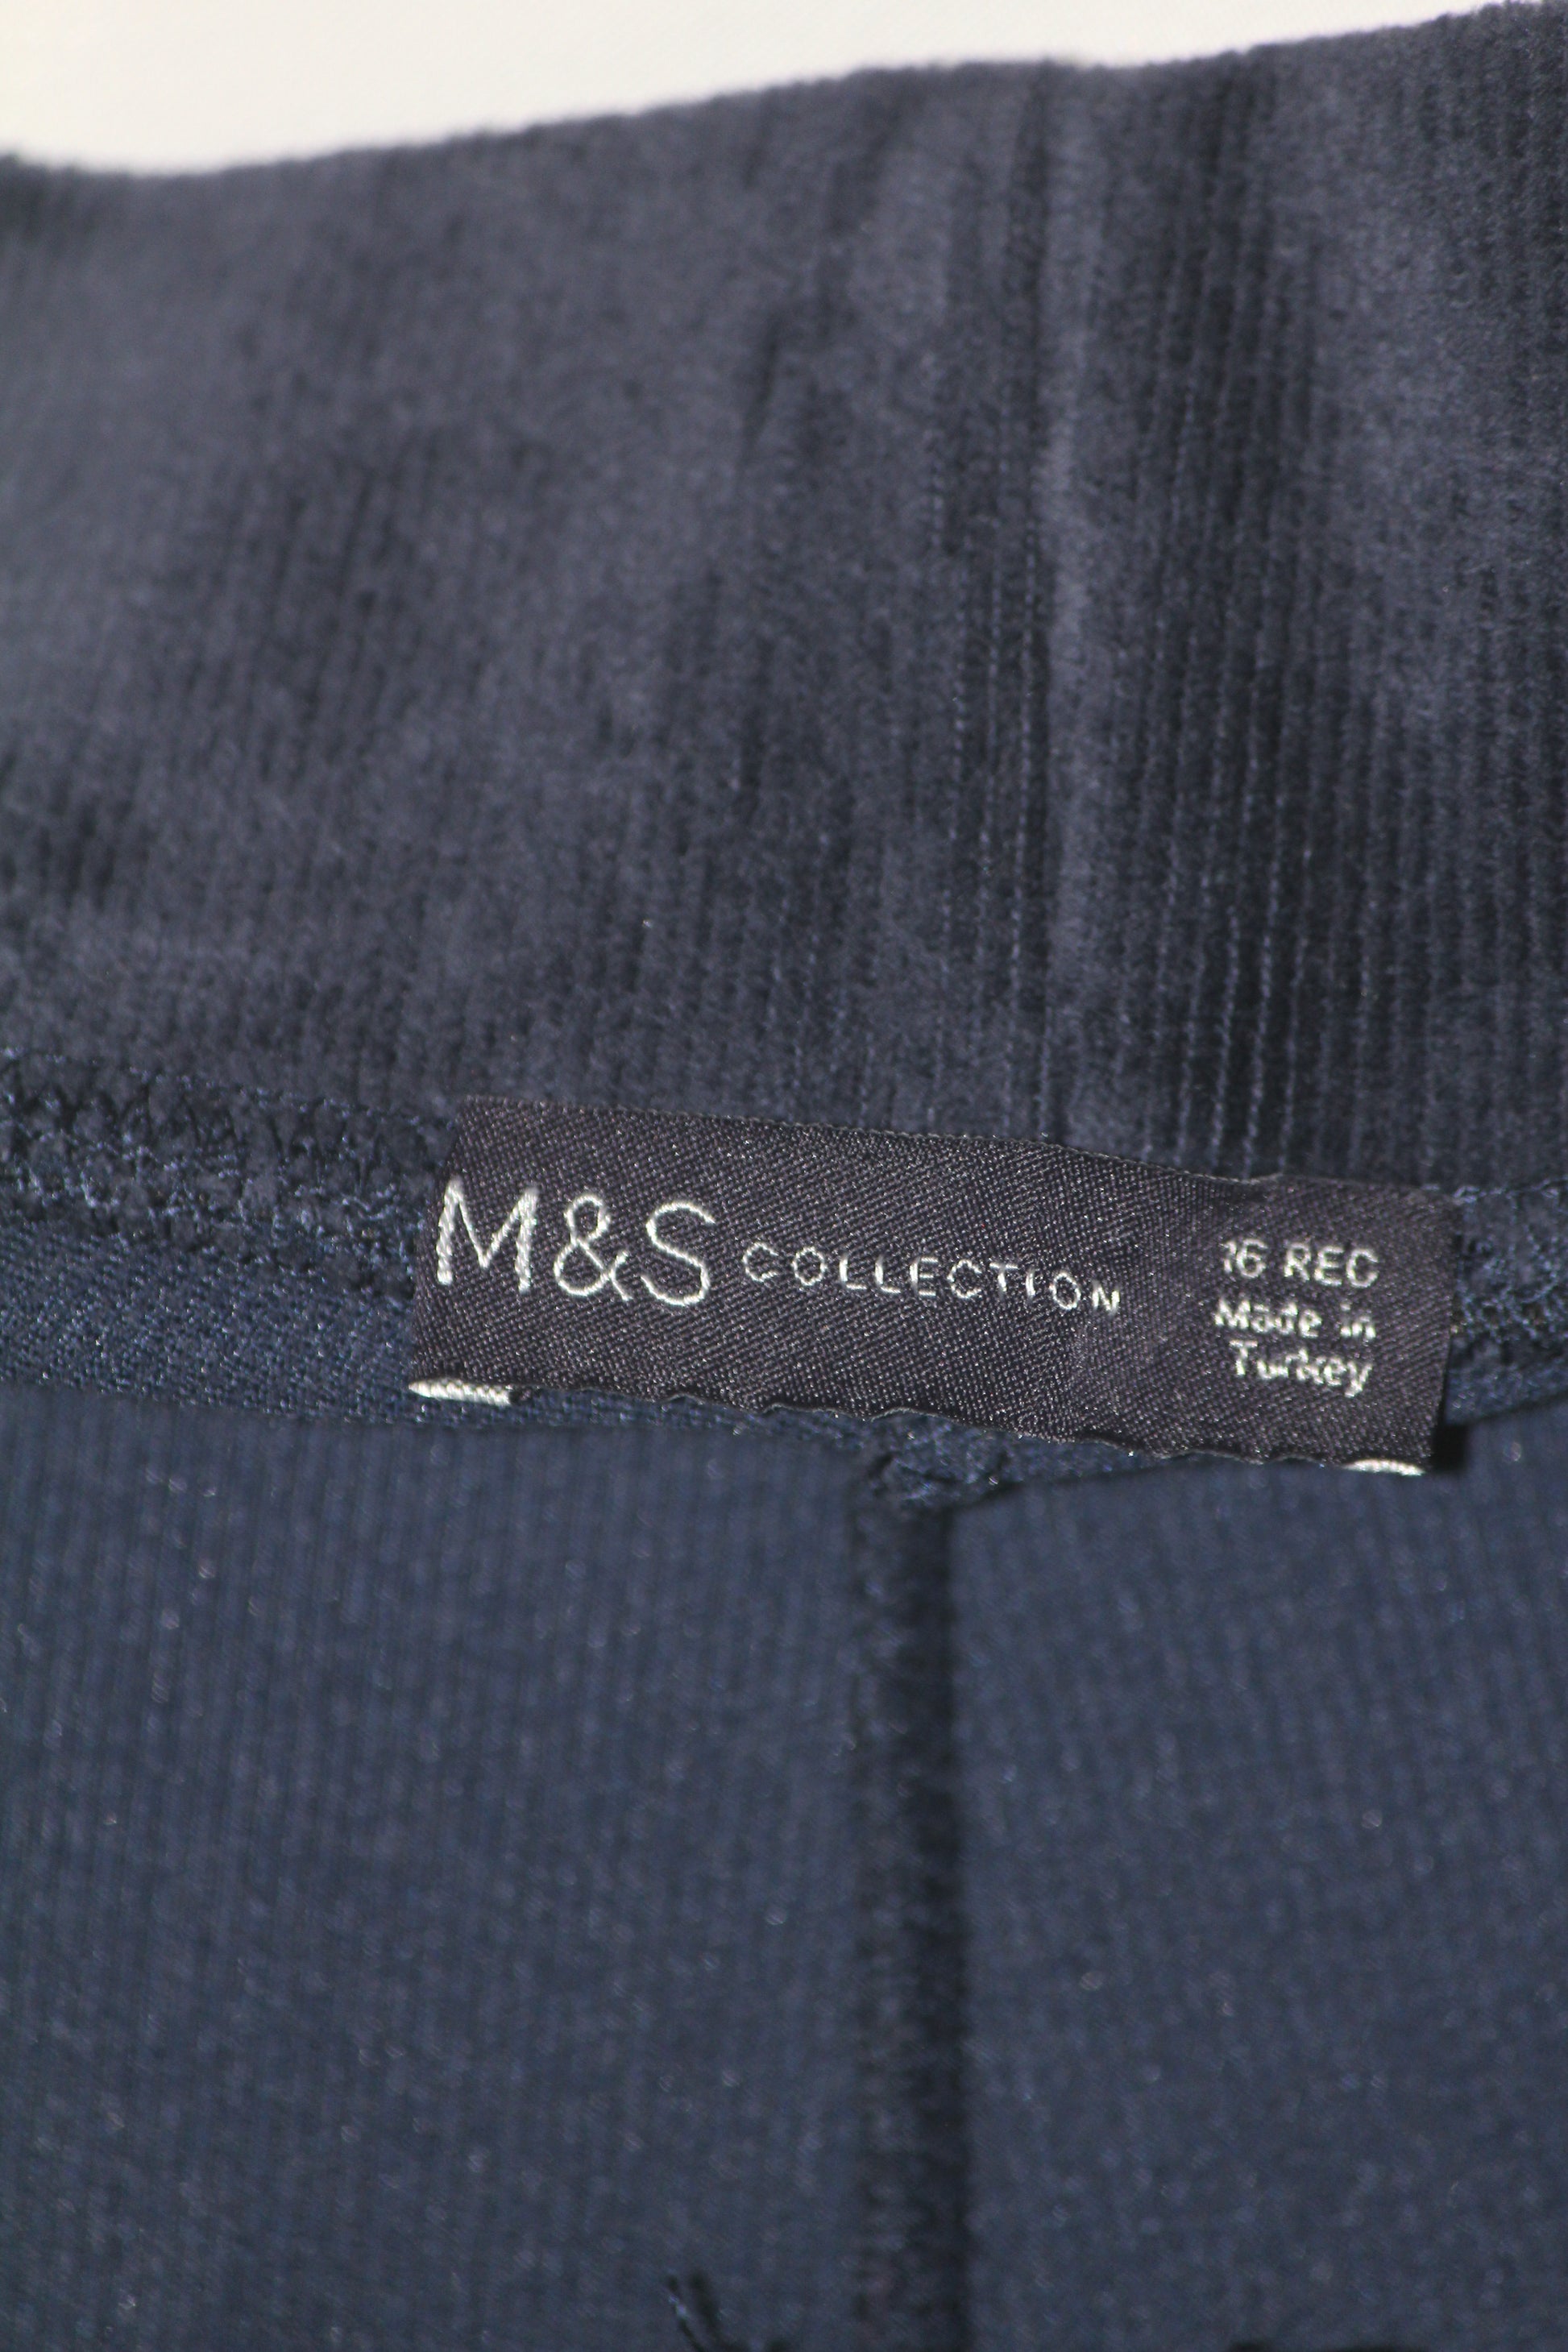 M&S COLLECTION
16 REG
Made in
Turkey